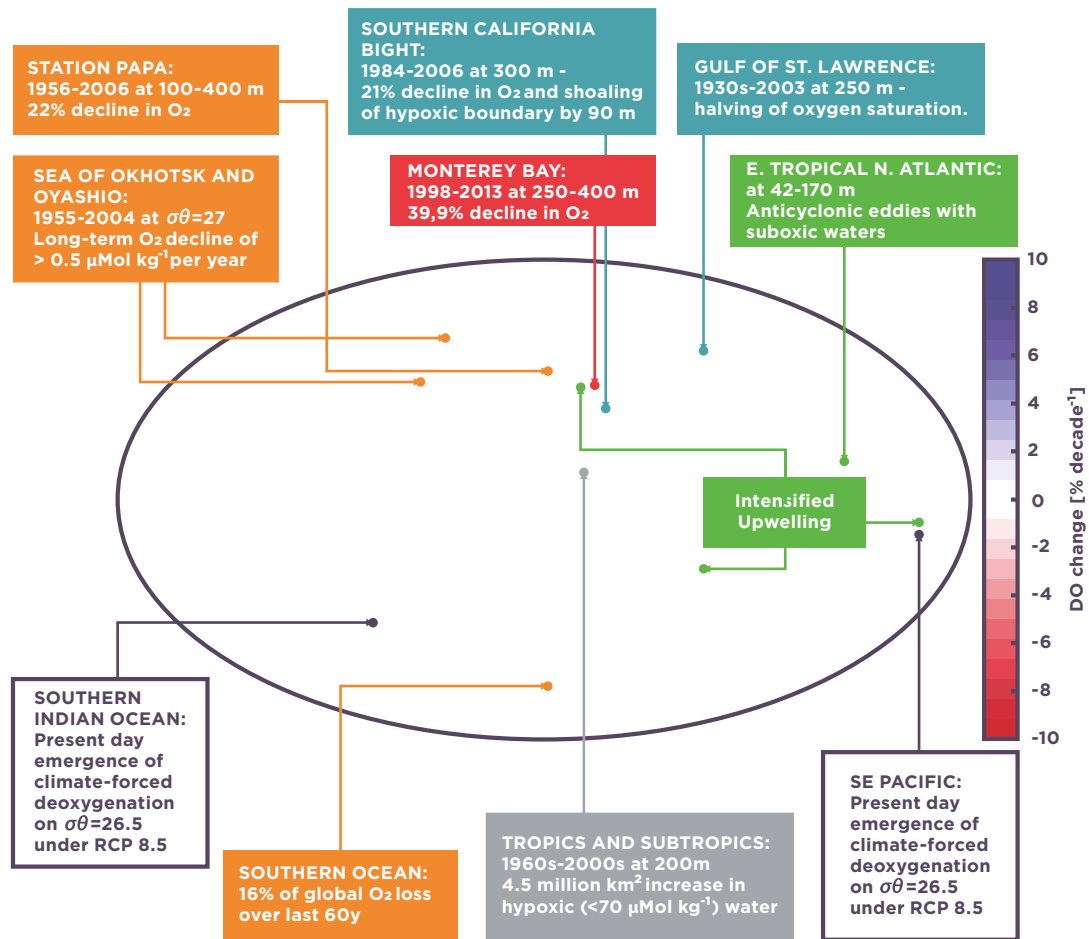 STATION PAPA:
1956-2006 at 100-400 m
22% decline in O₂
SOUTHERN CALIFORNIA
BIGHT:
1984-2006 at 300 m -
21% decline in O₂ and shoaling
of hypoxic boundary by 90 m
GULF OF ST. LAWRENCE:
1930s-2003 at 250 m -
halving of oxygen saturation.
SEA OF OKHOTSK AND
OYASHIO:
1955-2004 at σθ=27
Long-term O₂ decline of
> 0.5 µMol kg⁻¹ per year
MONTEREY BAY:
1998-2013 at 250-400 m
39,9% decline in O₂
E. TROPICAL N. ATLANTIC:
at 42-170 m
Anticyclonic eddies with
suboxic waters
Intensified
Upwelling
10
8
6
4
2
0
-2
-4
-6
-8
-10
DO change [% decade⁻¹]
SOUTHERN
INDIAN OCEAN:
Present day
emergence of
climate-forced
deoxygenation
on σθ=26.5
under RCP 8.5
SOUTHERN OCEAN:
16% of global O₂ loss
over last 60y
TROPICS AND SUBTROPICS:
1960s-2000s at 200m
4.5 million km² increase in
hypoxic (<70 µMol kg⁻¹) water
SE PACIFIC:
Present day
emergence of
climate-forced
deoxygenation
on σθ=26.5
under RCP 8.5